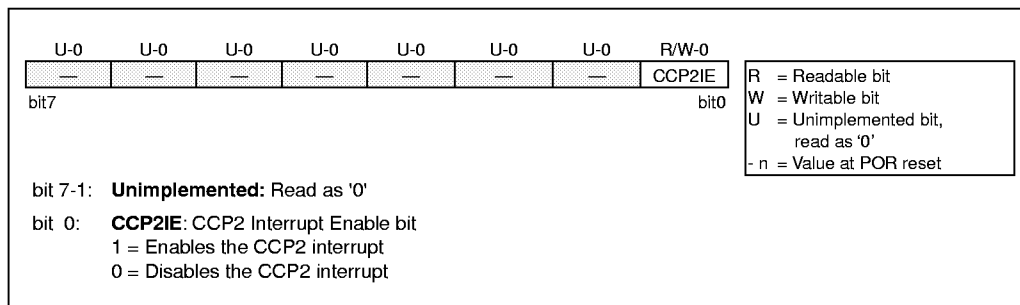 U-0 U-0 U-0 U-0 U-0 U-0 U-0 R/W-0
— — — — — — — CCP2IE
bit7 bit0
R = Readable bit
W = Writable bit
U = Unimplemented bit,
read as ‘0’
- n = Value at POR reset
bit 7-1: Unimplemented: Read as '0'
bit 0: CCP2IE: CCP2 Interrupt Enable bit
1 = Enables the CCP2 interrupt
0 = Disables the CCP2 interrupt